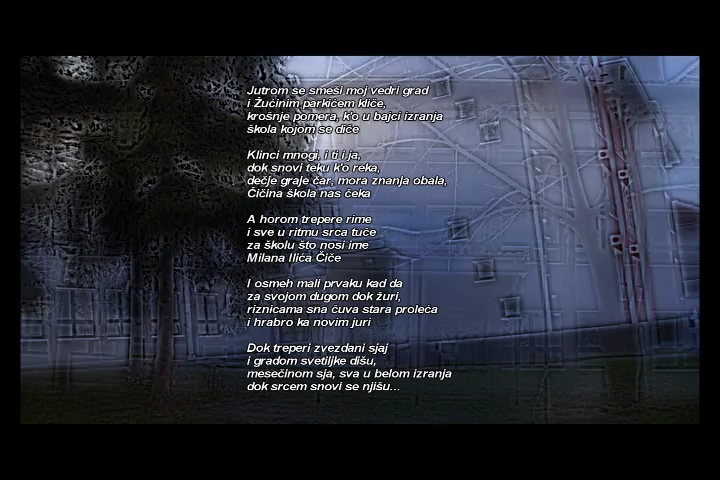 Jutrom se smeši moj vedri grad
i Žućinim parkićem kliče,
krošnje pomera, k'o u bajci izranja
škola kojom se diče
Klinci mnogi, i ti i ja,
dok snovi teku k'o reka,
dečje graje čar, mora znanja obala,
Čičina škola nas čeka
A horom trepere rime
i sve u ritmu srca tuče
za školu što nosi ime
Milana Ilića Čiče
I osmeh mali prvaku kad da
za svojom dugom dok žuri,
riznicama sna čuva stara proleća
i hrabro ka novim juri
Dok treperi zvezdani sjaj
i gradom svetiljke dišu,
mesečinom sja, sva u belom izranja
dok srcem snovi se njišu...